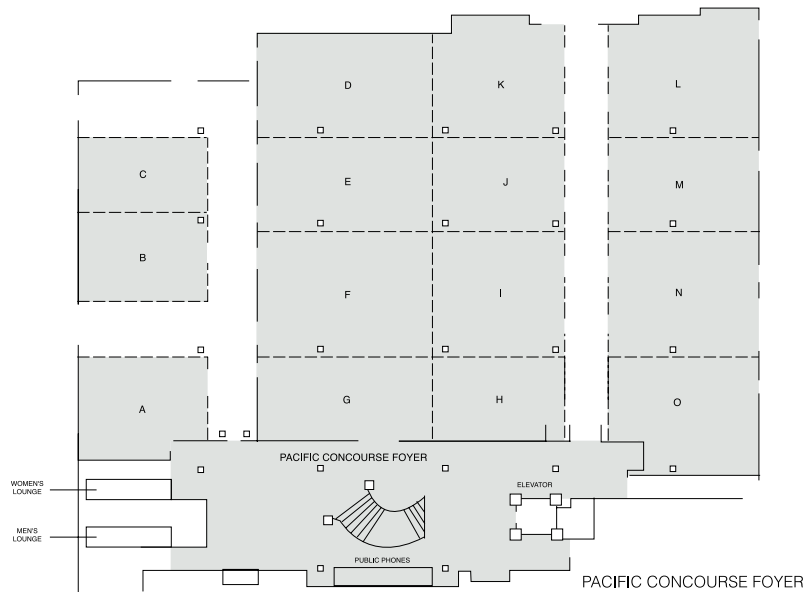 D
K
L
C
E
J
M
B
F
I
N
A
G
H
O
PACIFIC CONCOURSE FOYER
WOMEN'S
LOUNGE
ELEVATOR
MEN'S
LOUNGE
PUBLIC PHONES
PACIFIC CONCOURSE FOYER